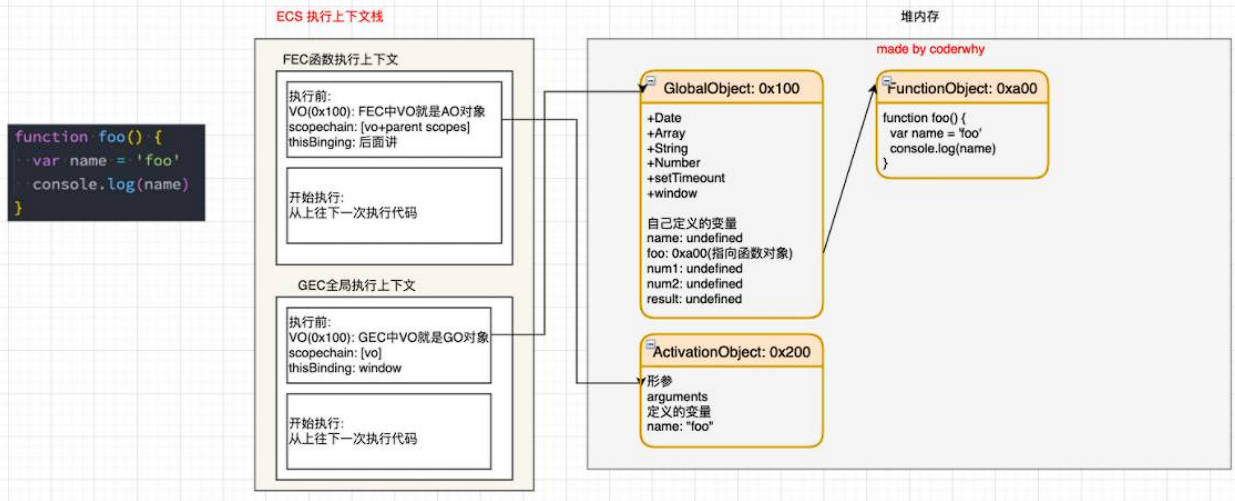 ECS 执行上下文栈
堆内存
made by coderwhy
function foo() {
var name = 'foo'
console.log(name)
}
FEC函数执行上下文
执行前:
VO(0x100): FEC中VO就是AO对象
scopechain: [vo+parent scopes]
thisBinging: 后面讲
开始执行:
从上往下一次执行代码
GEC全局执行上下文
执行前:
VO(0x100): GEC中VO就是GO对象
scopechain: [vo]
thisBinding: window
开始执行:
从上往下一次执行代码
GlobalObject: 0x100
+Date
+Array
+String
+Number
+setTimeount
+window
自己定义的变量
name: undefined
foo: 0xa00(指向函数对象)
num1: undefined
num2: undefined
result: undefined
ActivationObject: 0x200
形参
arguments
定义的变量
name: "foo"
FunctionObject: 0xa00
function foo() {
var name = 'foo'
console.log(name)
}